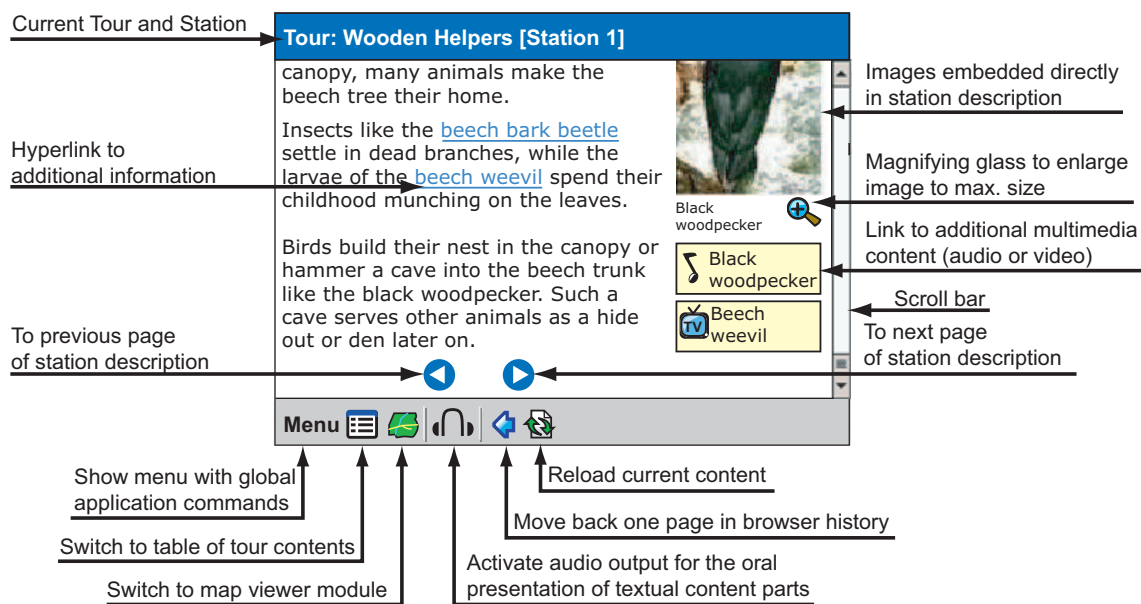 Current Tour and Station
Tour: Wooden Helpers [Station 1]
canopy, many animals make the
beech tree their home.
Insects like the beech bark beetle
settle in dead branches, while the
larvae of the beech weevil spend their
childhood munching on the leaves.
Birds build their nest in the canopy or
hammer a cave into the beech trunk
like the black woodpecker. Such a
cave serves other animals as a hide
out or den later on.
Black
woodpecker
Black
woodpecker
TV
Beech
weevil
Hyperlink to
additional information
To previous page
of station description
Images embedded directly
in station description
Magnifying glass to enlarge
image to max. size
Link to additional multimedia
content (audio or video)
Scroll bar
To next page
of station description
Menu
Show menu with global
application commands
Switch to table of tour contents
Switch to map viewer module
Reload current content
Move back one page in browser history
Activate audio output for the oral
presentation of textual content parts